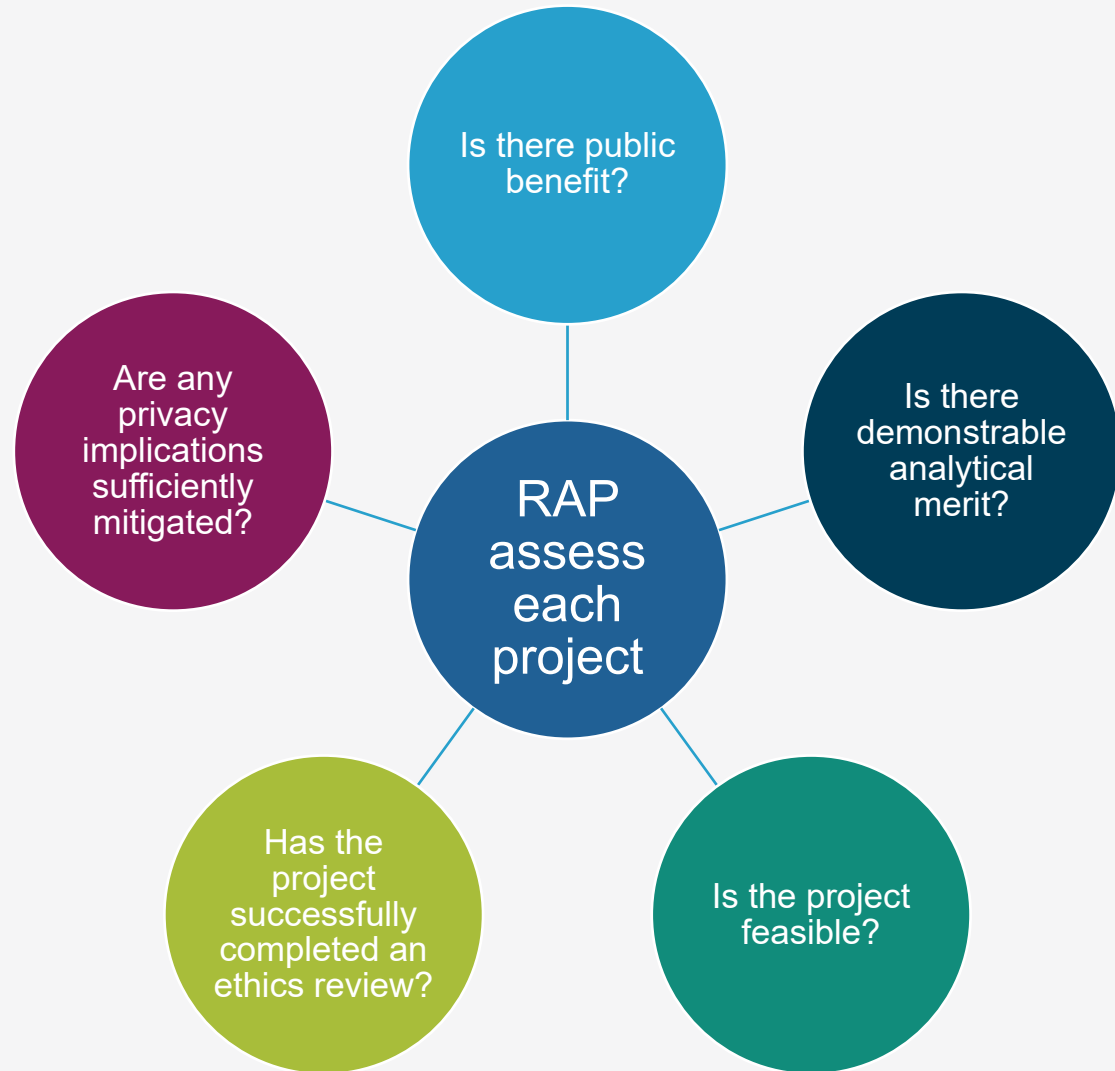 Is there public
benefit?
Is there
demonstrable
analytical
merit?
Is the project
feasible?
Has the
project
successfully
completed an
ethics review?
Are any
privacy
implications
sufficiently
mitigated?
RAP
assess
each
project